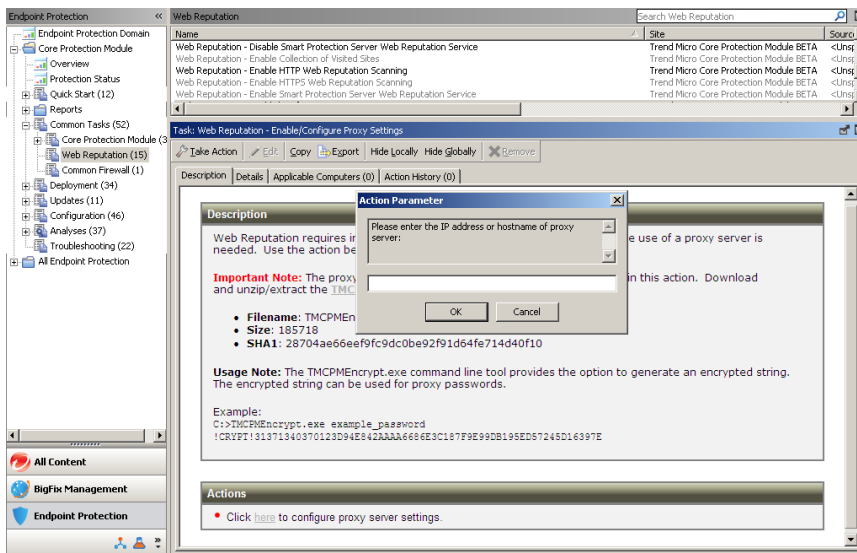 Endpoint Protection
Endpoint Protection Domain
Core Protection Module
Overview
Protection Status
Quick Start (12)
Reports
Common Tasks (52)
Core Protection Module (3
Web Reputation (15)
Common Firewall (1)
Deployment (34)
Updates (11)
Configuration (46)
Analyses (37)
Troubleshooting (22)
All Endpoint Protection
All Content
BigFix Management
Endpoint Protection
Web Reputation
Search Web Reputation
Name Site Sourc
Web Reputation - Disable Smart Protection Server Web Reputation Service Trend Micro Core Protection Module BETA <Unsp
Web Reputation - Enable Collection of Visited Sites Trend Micro Core Protection Module BETA <Unsp
Web Reputation - Enable HTTP Web Reputation Scanning Trend Micro Core Protection Module BETA <Unsp
Web Reputation - Enable HTTPS Web Reputation Scanning Trend Micro Core Protection Module BETA <Unsp
Web Reputation - Enable Smart Protection Server Web Reputation Service Trend Micro Core Protection Module BETA <Unsp
Task: Web Reputation - Enable/Configure Proxy Settings
Take Action Edit Copy Export Hide Locally Hide Globally Remove
Description Details Applicable Computers (0) Action History (0)
Description
Web Reputation requires in
e use of a proxy server is
needed. Use the action be
Important Note: The proxy
in this action. Download
and unzip/extract the TMC
Filename: TMCPMEn
Size: 185718
SHA1: 28704ae66eef9fc9dc0be92f91d64fe714d40f10
Usage Note: The TMCPMEncrypt.exe command line tool provides the option to generate an encrypted string.
The encrypted string can be used for proxy passwords.
Example:
C:>TMCPMEncrypt.exe example_password
!CRYPT!31371340370123D94E842AAAA6686E3C187F9E99DB195ED57245D16397E
Actions
Click here to configure proxy server settings.
Action Parameter
Please enter the IP address or hostname of proxy
server:
OK Cancel